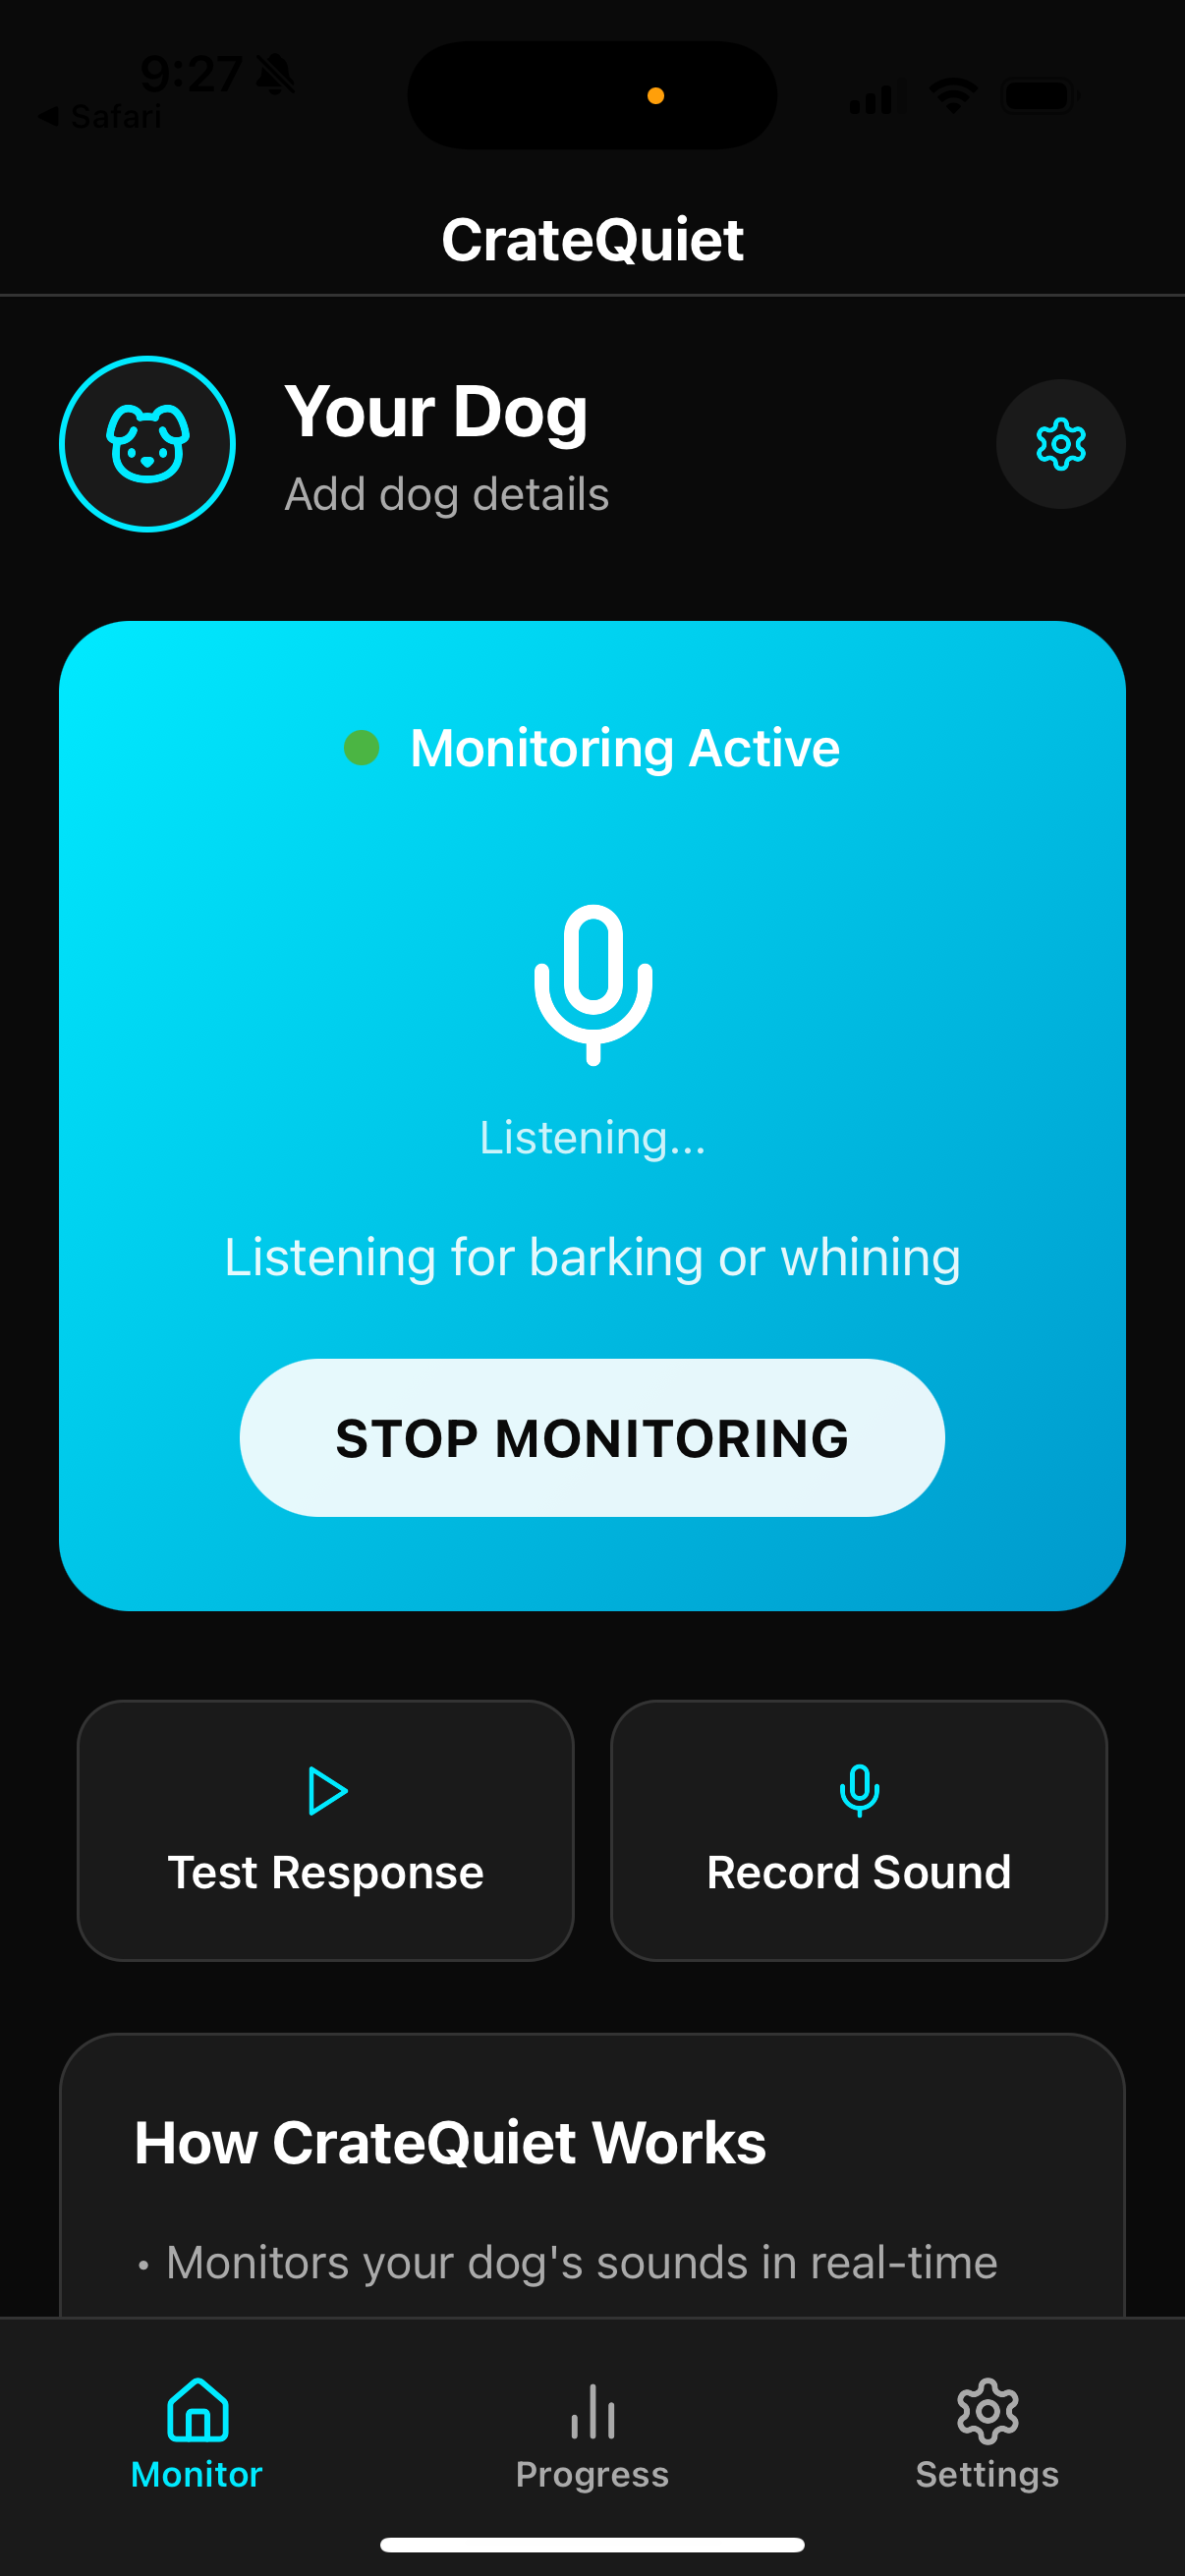 9:27
Safari
CrateQuiet
Your Dog
Add dog details
Monitoring Active
Listening...
Listening for barking or whining
STOP MONITORING
Test Response
Record Sound
How CrateQuiet Works
• Monitors your dog's sounds in real-time
Monitor
Progress
Settings